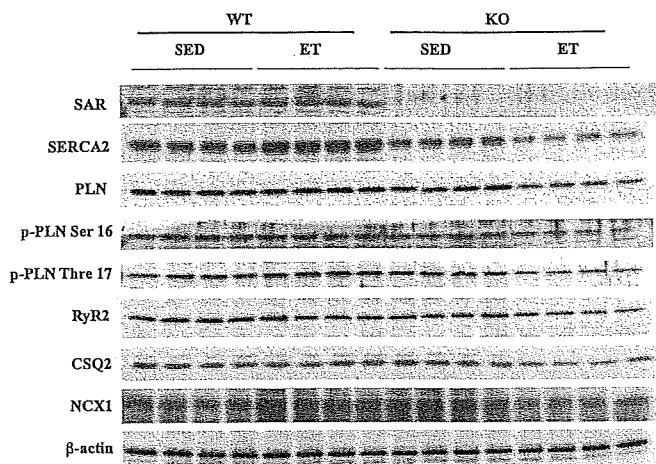 WT KO
SED ET SED ET
SAR
SERCA2
PLN
p-PLN Ser 16
p-PLN Thre 17
RyR2
CSQ2
NCX1
β-actin